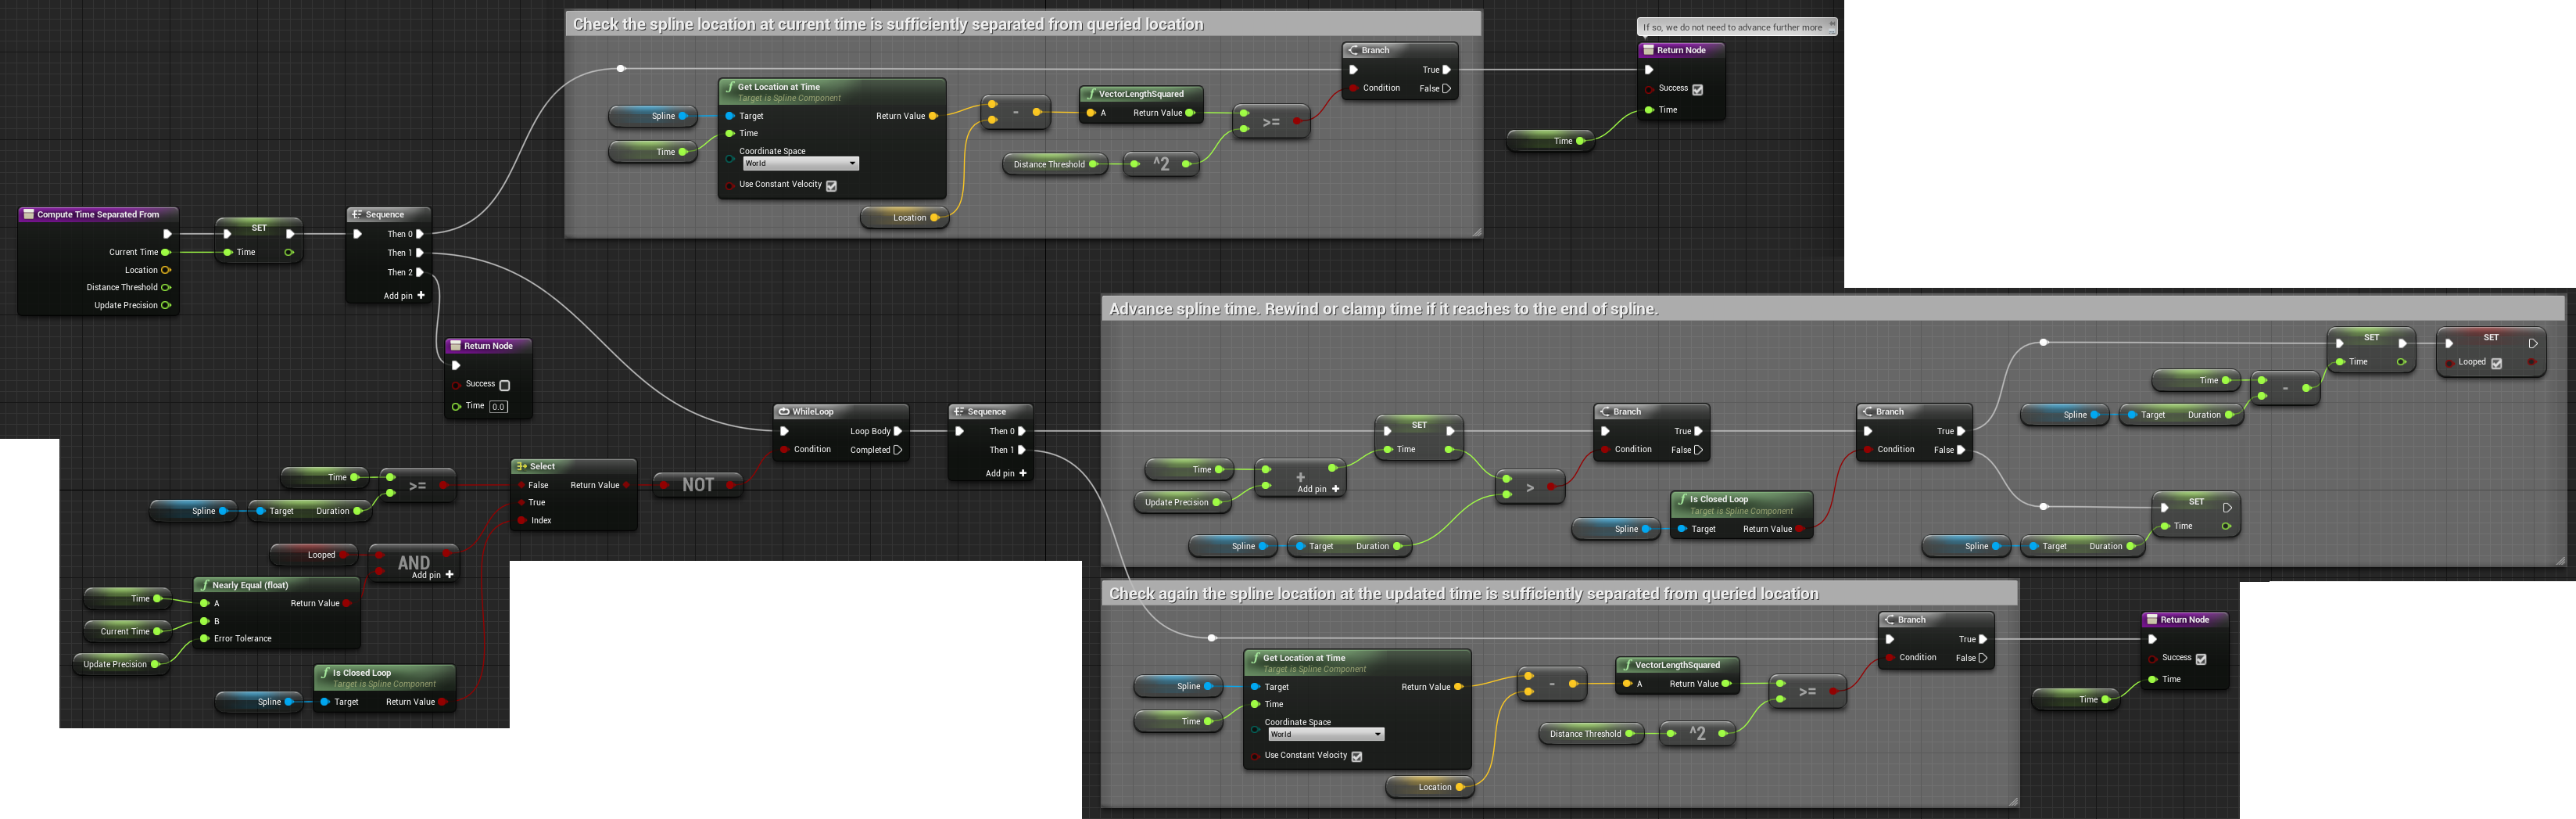 Check the spline location at current time is sufficiently separated from queried location
If so, we do not need to advance further more
Branch
True
Condition
False
Return Node
Success
Time
Time
Get Location at Time
Target is Spline Component
Spline
Target
Return Value
Time
Time
Coordinate Space
World
Use Constant Velocity
Location
-
VectorLengthSquared
A
Return Value
>=
Distance Threshold
^2
Compute Time Separated From
Current Time
Location
Distance Threshold
Update Precision
SET
Time
Sequence
Then 0
Then 1
Then 2
Add pin +
Return Node
Success
Time 0.0
Time
>=
Spline
Target
Duration
Looped
AND
Add pin +
Nearly Equal (float)
Time
A
Return Value
Current Time
B
Update Precision
Error Tolerance
Is Closed Loop
Target is Spline Component
Spline
Target
Return Value
Select
False
Return Value
True
Index
NOT
WhileLoop
Loop Body
Condition
Completed
Sequence
Then 0
Then 1
Add pin +
Advance spline time. Rewind or clamp time if it reaches to the end of spline.
Time
Update Precision
+
Add pin +
SET
Time
Spline
Target
Duration
>
Branch
True
Condition
False
Is Closed Loop
Target is Spline Component
Spline
Target
Return Value
Branch
True
Condition
False
Time
Spline
Target
Duration
-
SET
Time
SET
Looped
Spline
Target
Duration
SET
Time
Check again the spline location at the updated time is sufficiently separated from queried location
Get Location at Time
Target is Spline Component
Spline
Target
Return Value
Time
Time
Coordinate Space
World
Use Constant Velocity
Location
-
VectorLengthSquared
A
Return Value
>=
Distance Threshold
^2
Branch
True
Condition
False
Return Node
Success
Time
Time